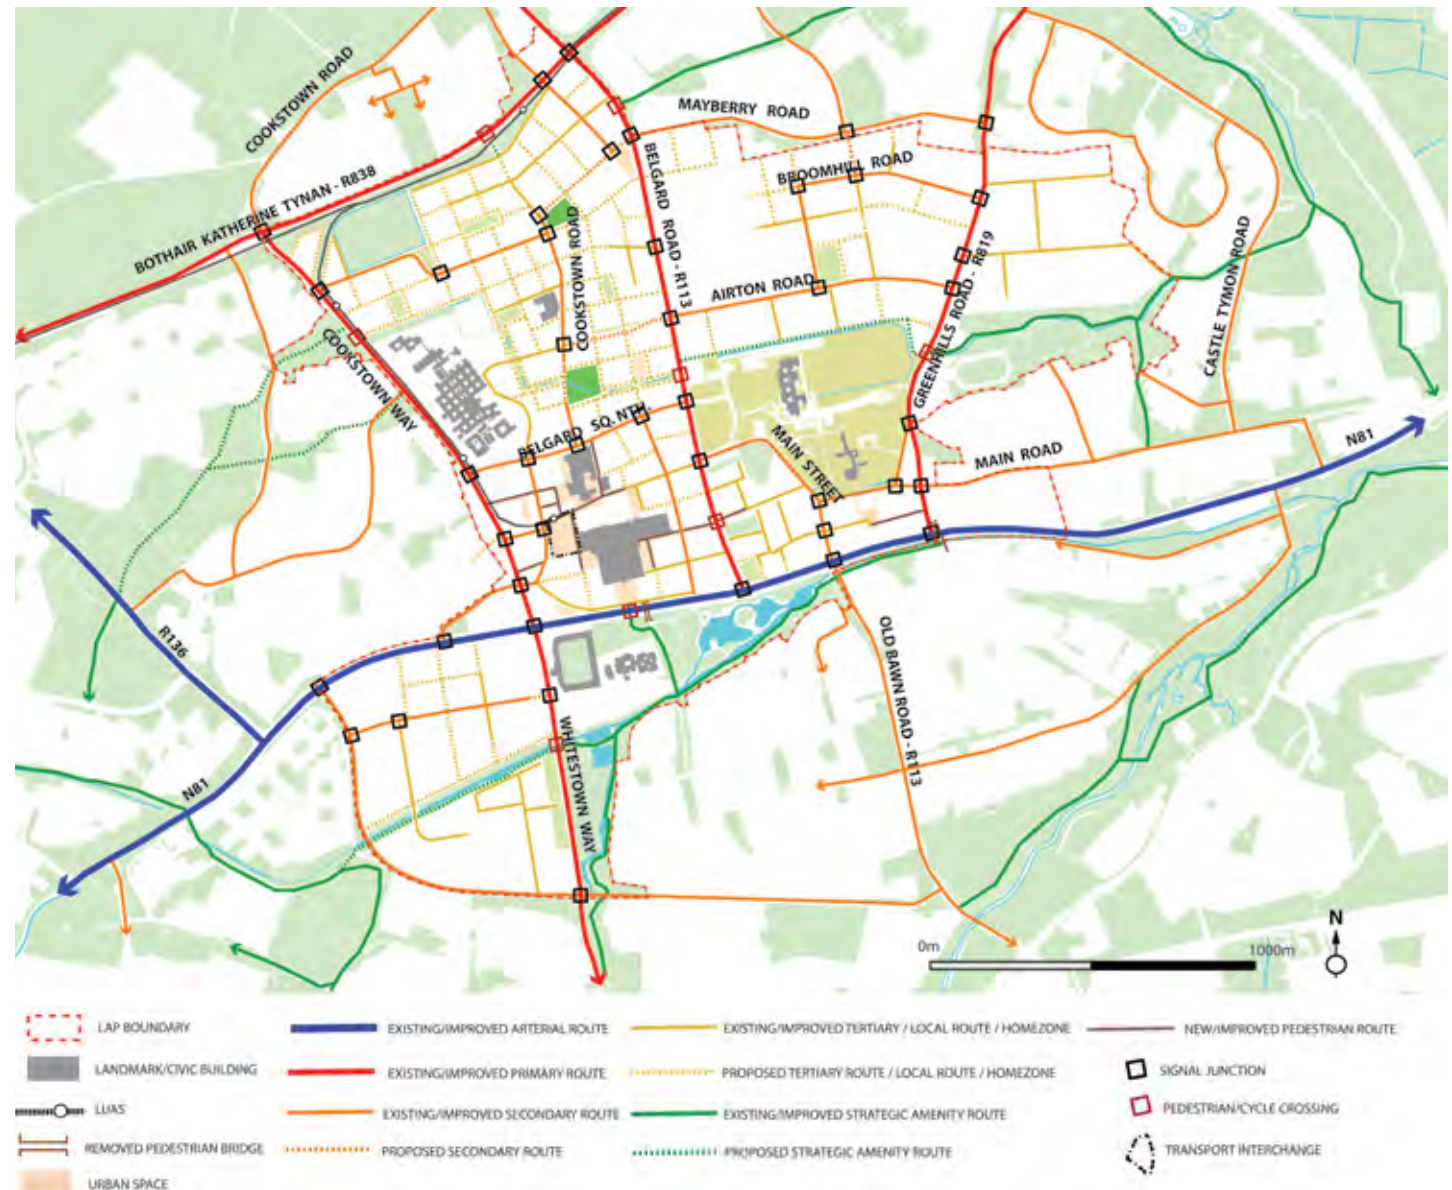 COOKSTOWN ROAD
MAYBERRY ROAD
BROOMHILL ROAD
BELGARD ROAD - R113
BOTHAIR KATHERINE TYNAN - R838
COOKSTOWN ROAD
AIRTON ROAD
GREENHILLS ROAD - R819
CASTLE TYMON ROAD
COOKSTOWN WAY
BELGARD SQ. NTH.
MAIN STREET
MAIN ROAD
N81
R136
OLD BAWN ROAD - R113
WHITESTOWN WAY
N81
N
0m
1000m
LAP BOUNDARY
EXISTING/IMPROVED ARTERIAL ROUTE
EXISTING/IMPROVED TERTIARY / LOCAL ROUTE / HOMEZONE
NEW/IMPROVED PEDESTRIAN ROUTE
LANDMARK/CIVIC BUILDING
EXISTING/IMPROVED PRIMARY ROUTE
PROPOSED TERTIARY ROUTE / LOCAL ROUTE / HOMEZONE
SIGNAL JUNCTION
LUAS
EXISTING/IMPROVED SECONDARY ROUTE
EXISTING/IMPROVED STRATEGIC AMENITY ROUTE
PEDESTRIAN/CYCLE CROSSING
REMOVED PEDESTRIAN BRIDGE
PROPOSED SECONDARY ROUTE
PROPOSED STRATEGIC AMENITY ROUTE
TRANSPORT INTERCHANGE
URBAN SPACE